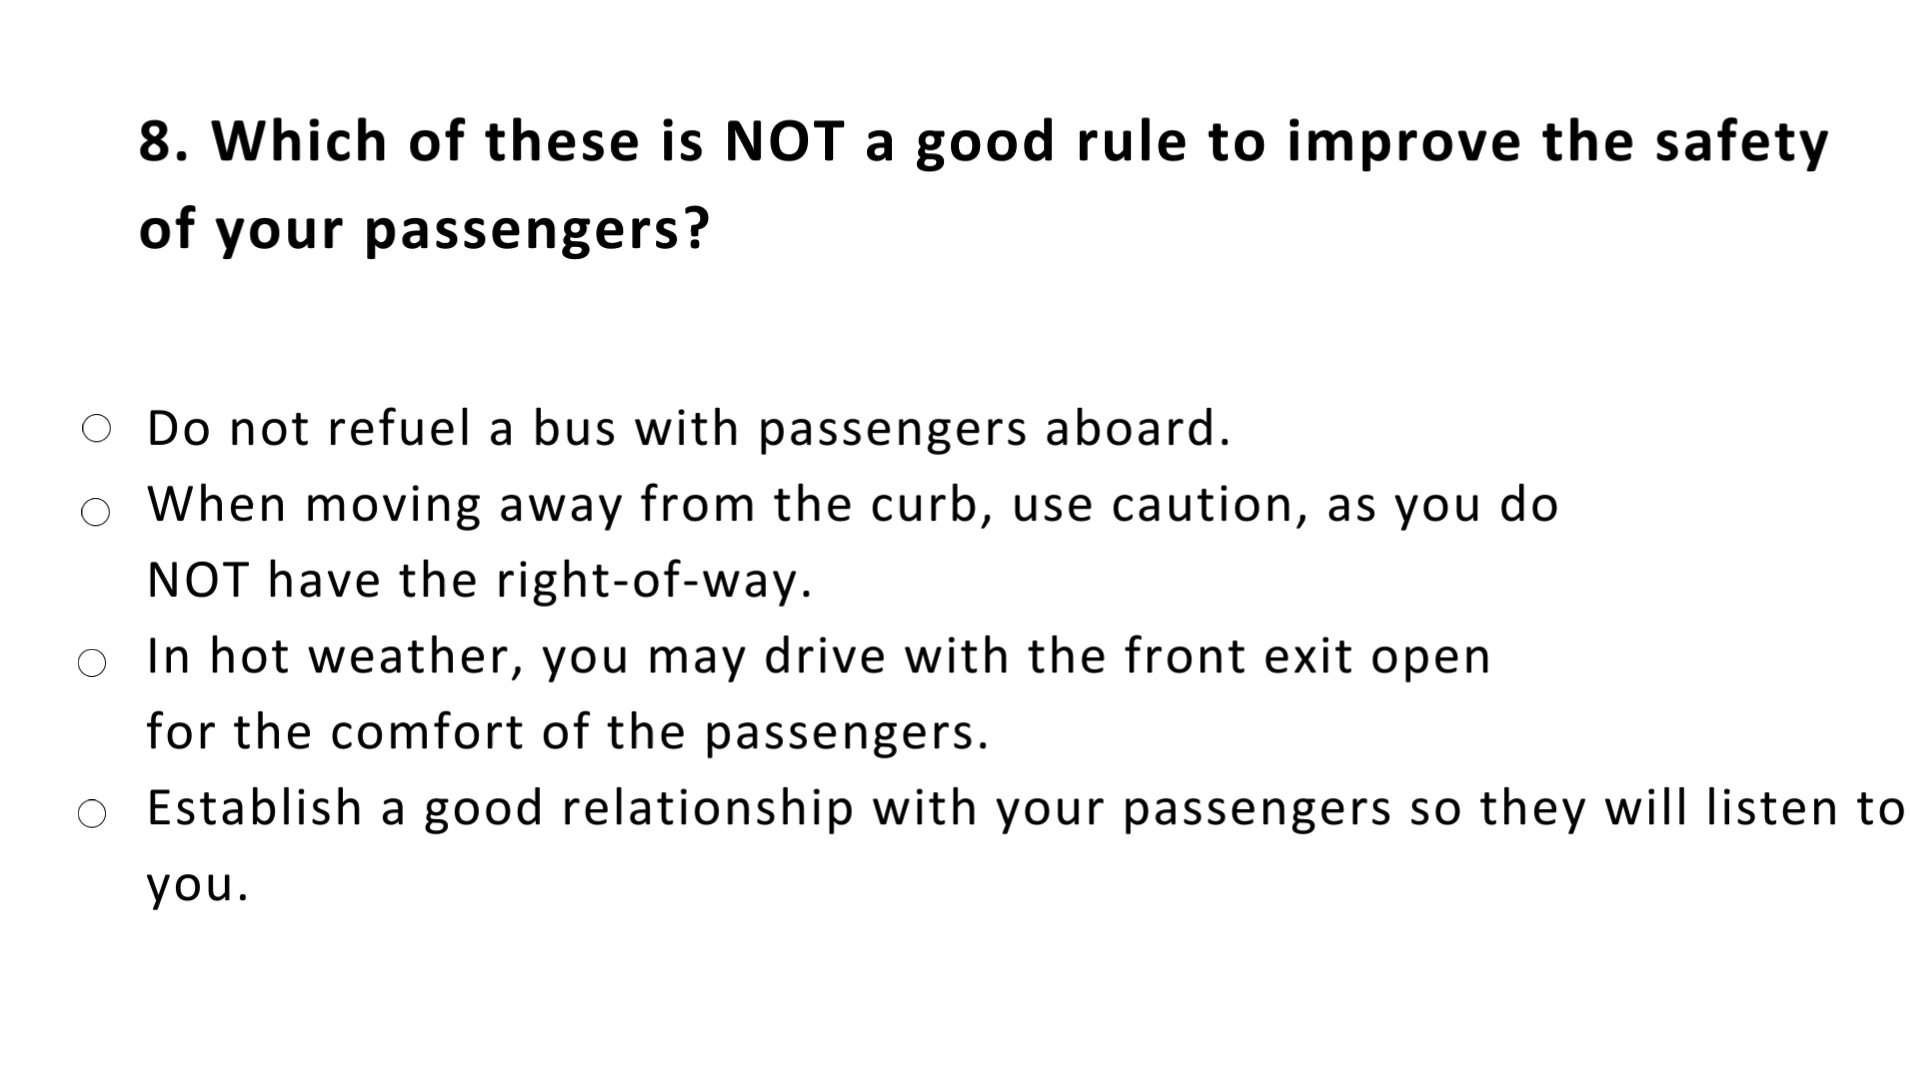 8. Which of these is NOT a good rule to improve the safety
of your passengers?
Do not refuel a bus with passengers aboard.
When moving away from the curb, use caution, as you do
NOT have the right-of-way.
In hot weather, you may drive with the front exit open
for the comfort of the passengers.
Establish a good relationship with your passengers so they will listen to
you.